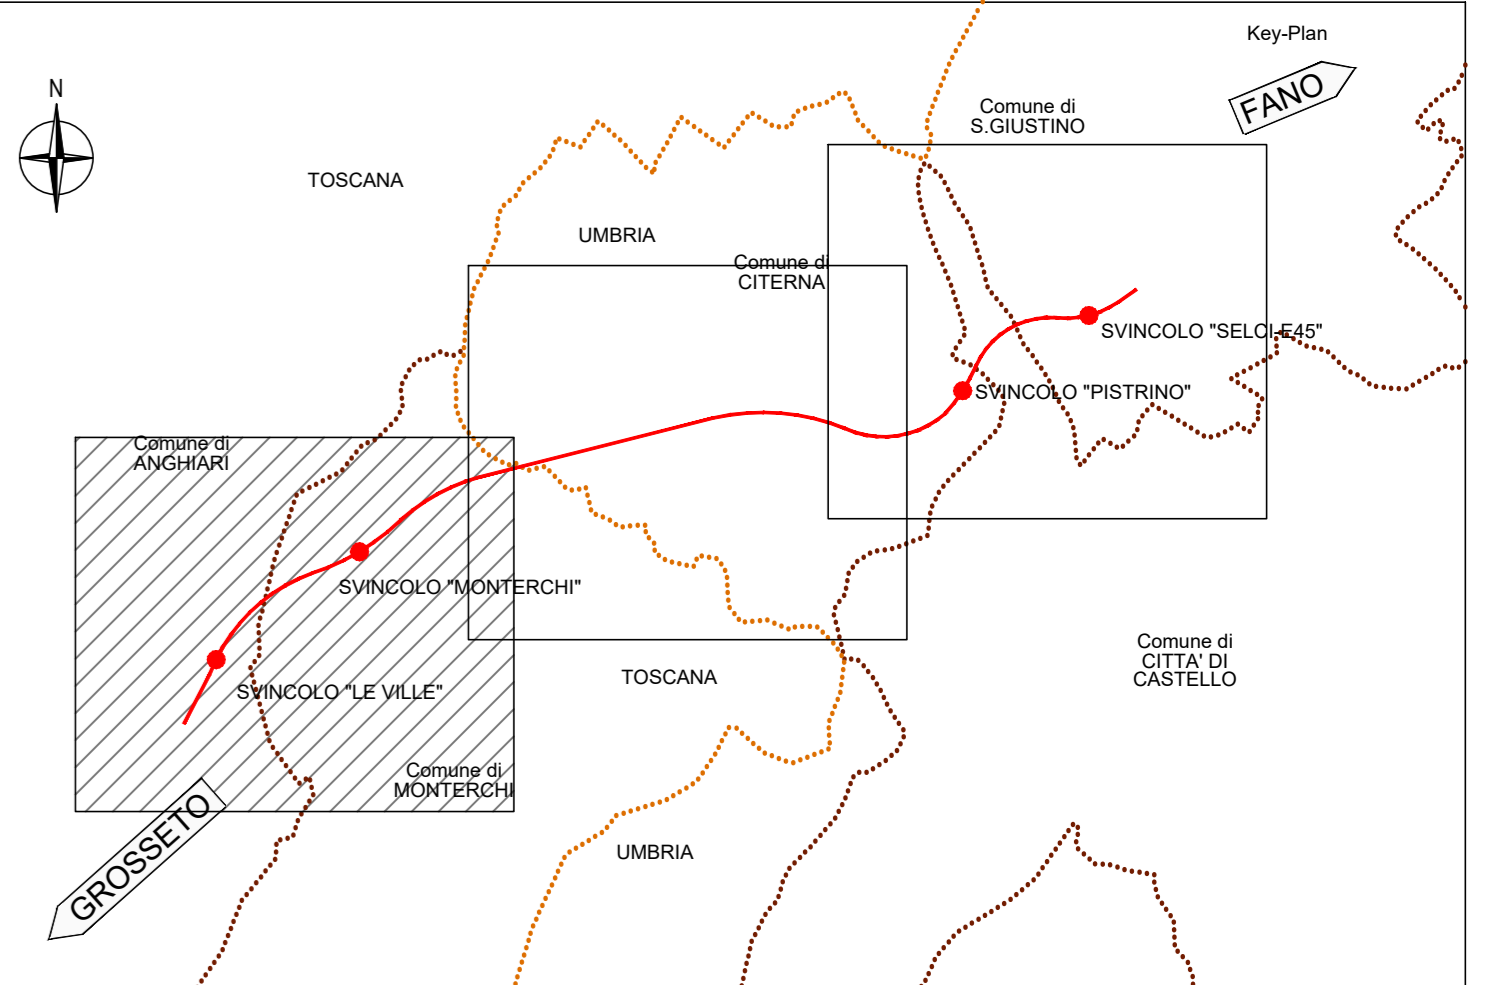 Key-Plan
FANO
N
Comune di
S.GIUSTINO
TOSCANA
UMBRIA
Comune di
CITERNA
SVINCOLO "SELCI-E45"
SVINCOLO "PISTRINO"
Comune di
ANGHIARI
SVINCOLO "MONTERCHI"
Comune di
CITTA' DI
CASTELLO
TOSCANA
SVINCOLO "LE VILLE"
Comune di
MONTERCHI
GROSSETO
UMBRIA